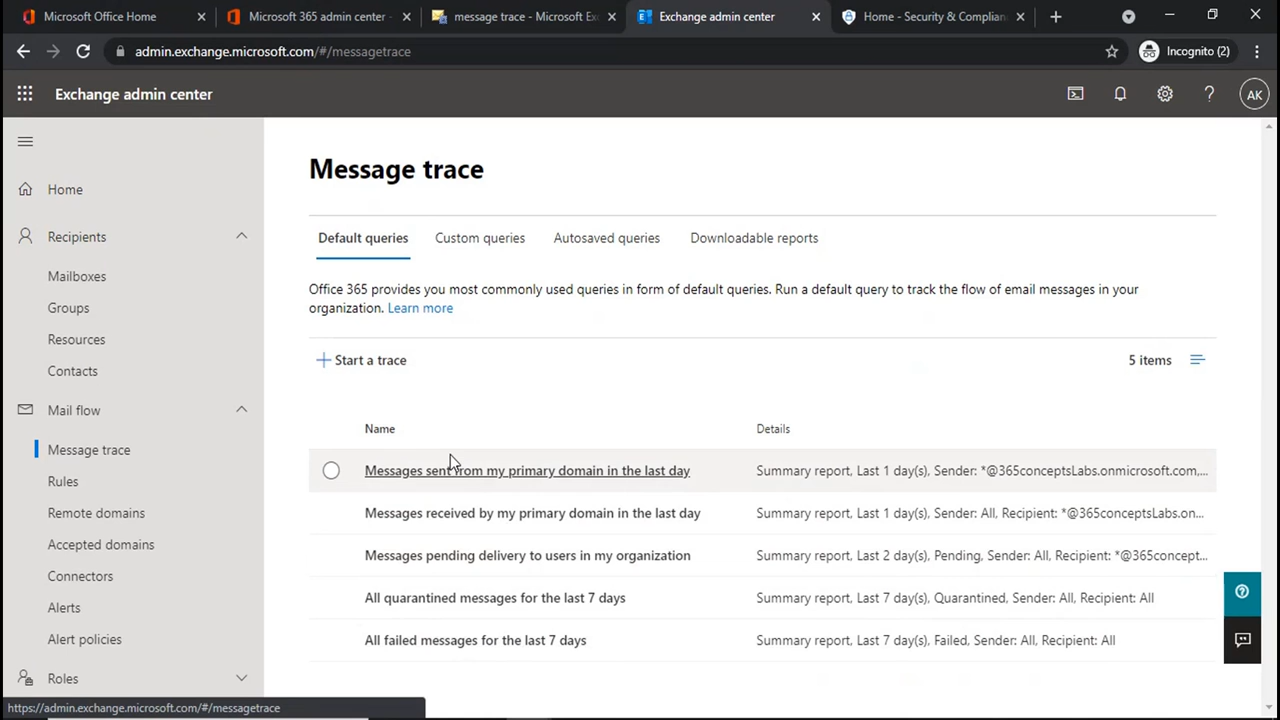 Microsoft Office Home
Microsoft 365 admin center -
message trace - Microsoft Ex
Exchange admin center
Home - Security & Complian
admin.exchange.microsoft.com/#/messagetrace
Incognito (2)
Exchange admin center
AK
Message trace
Home
Recipients
Mailboxes
Groups
Resources
Contacts
Mail flow
Message trace
Rules
Remote domains
Accepted domains
Connectors
Alerts
Alert policies
Roles
Default queries
Custom queries
Autosaved queries
Downloadable reports
Office 365 provides you most commonly used queries in form of default queries. Run a default query to track the flow of email messages in your
organization. Learn more
Start a trace
5 items
Name
Details
Messages sent from my primary domain in the last day
Summary report, Last 1 day(s), Sender: *@365conceptsLabs.onmicrosoft.com,...
Messages received by my primary domain in the last day
Summary report, Last 1 day(s), Sender: All, Recipient: *@365conceptsLabs.on...
Messages pending delivery to users in my organization
Summary report, Last 2 day(s), Pending, Sender: All, Recipient: *@365concept...
All quarantined messages for the last 7 days
Summary report, Last 7 day(s), Quarantined, Sender: All, Recipient: All
All failed messages for the last 7 days
Summary report, Last 7 day(s), Failed, Sender: All, Recipient: All
https://admin.exchange.microsoft.com/#/messagetrace